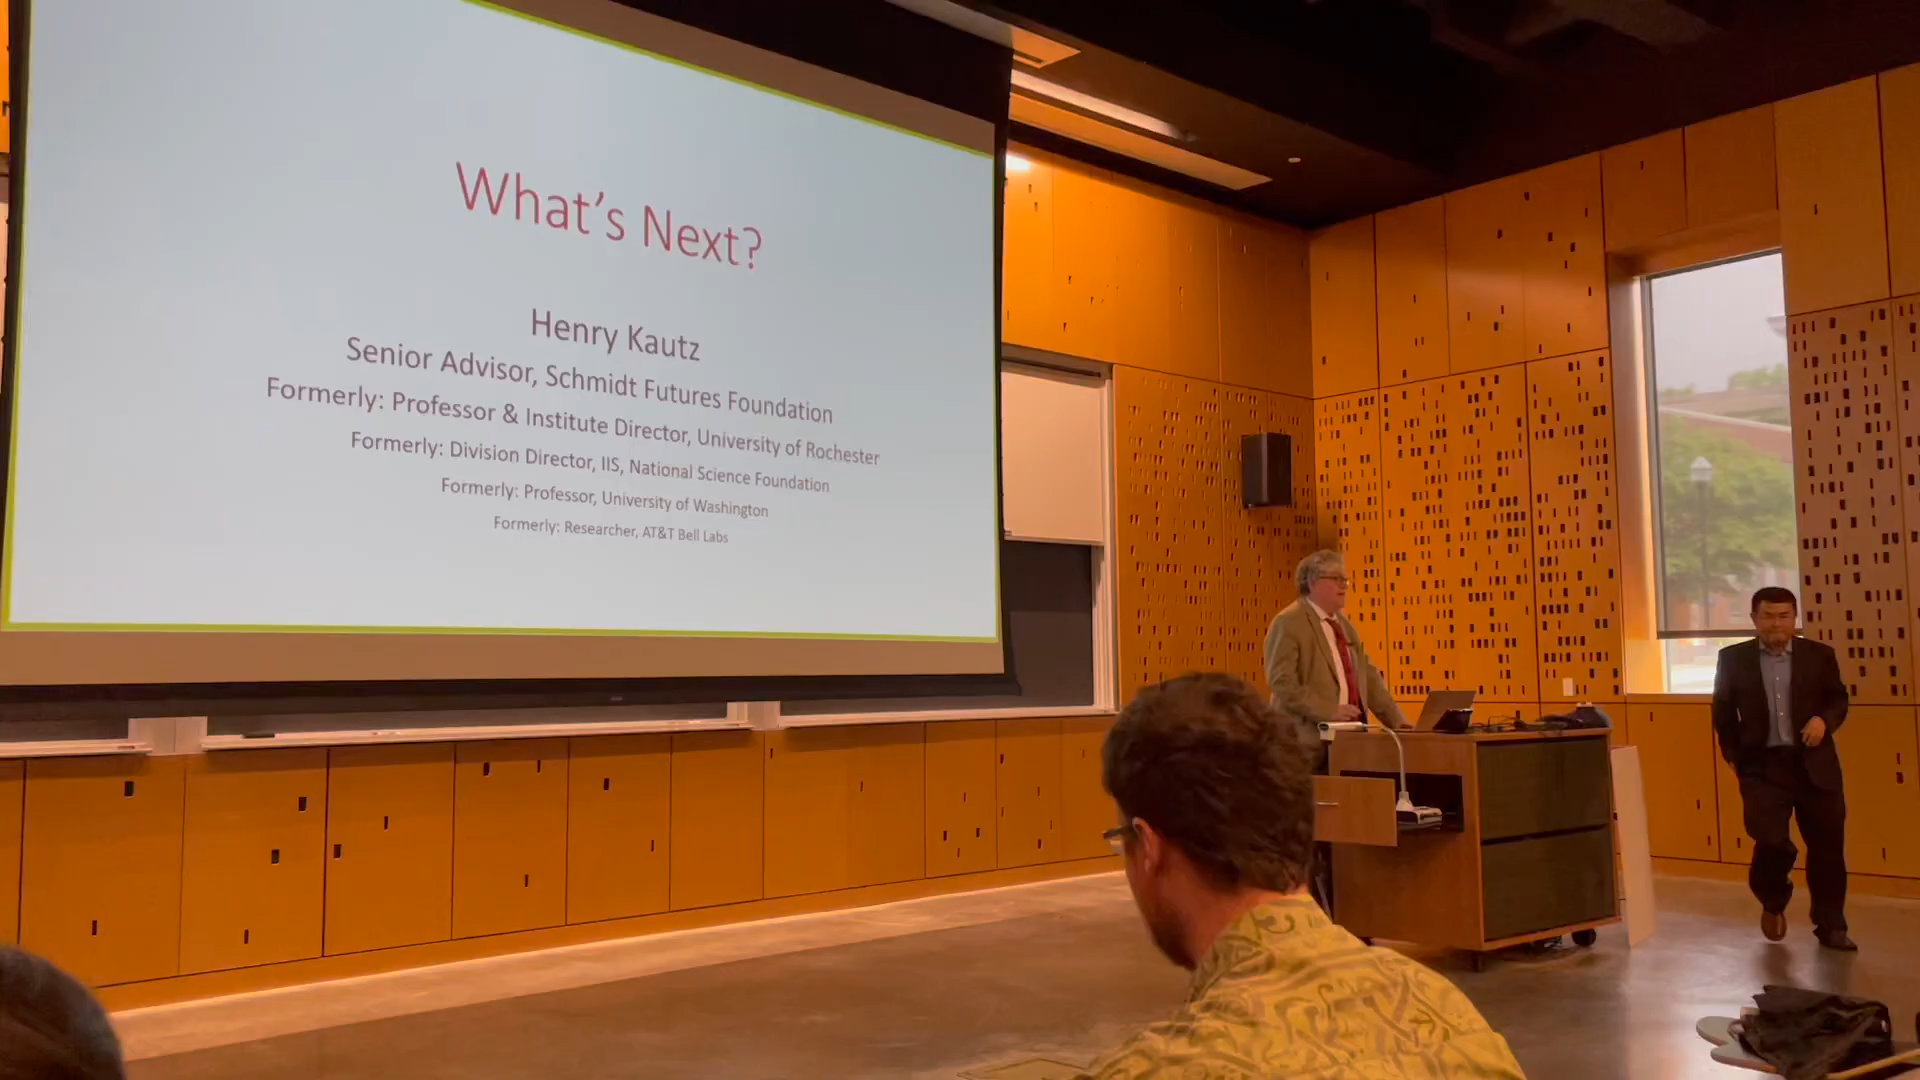 What's Next?
Henry Kautz
Senior Advisor, Schmidt Futures Foundation
Formerly: Professor & Institute Director, University of Rochester
Formerly: Division Director, IIS, National Science Foundation
Formerly: Professor, University of Washington
Formerly: Researcher, AT&T Bell Labs